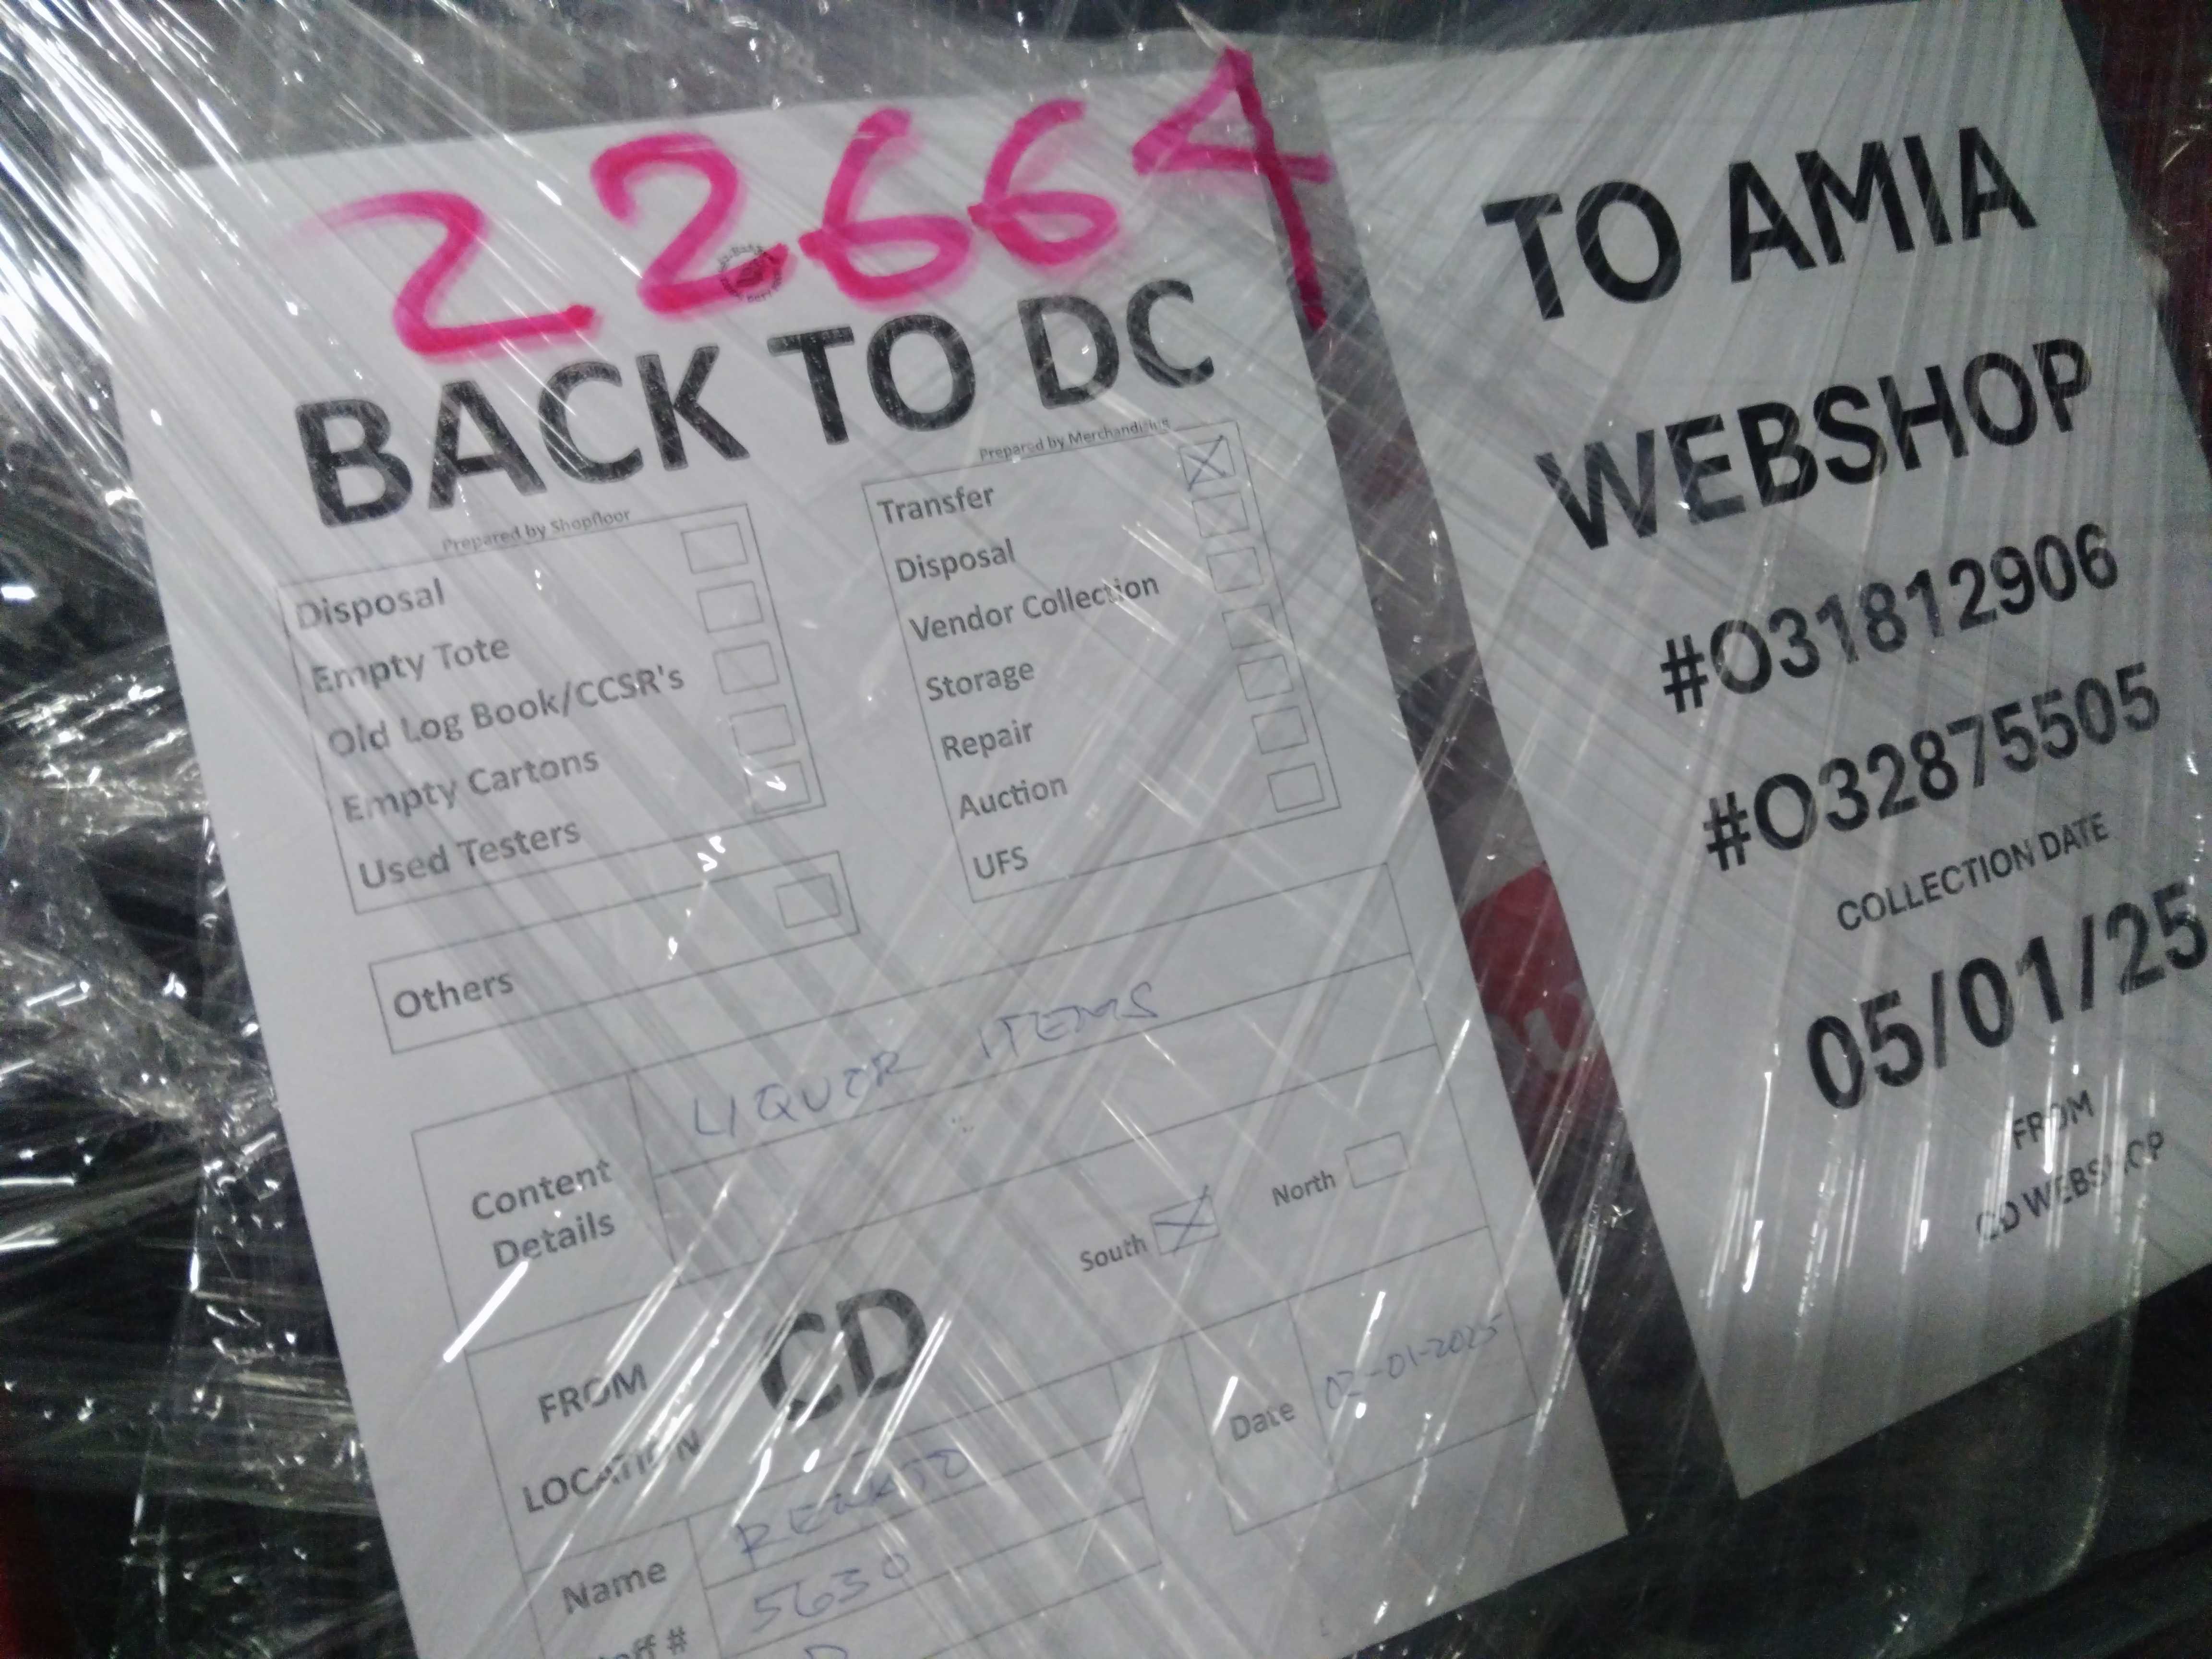 22664
BACK TO DC
Prepared by Shopfloor
Disposal
Empty Tote
Old Log Book/CCSR's
Empty Cartons
Used Testers
Others
Prepared by Merchandising
Transfer
Disposal
Vendor Collection
Storage
Repair
Auction
UFS
Content Details
LIQUOR ITEMS
South
North
FROM LOCATION
CD
Name
5630
Date
02-01-2025
TO AMIA
WEBSHOP
#O31812906
#O32875505
COLLECTION DATE
05/01/25
FROM
CD WEBSHOP